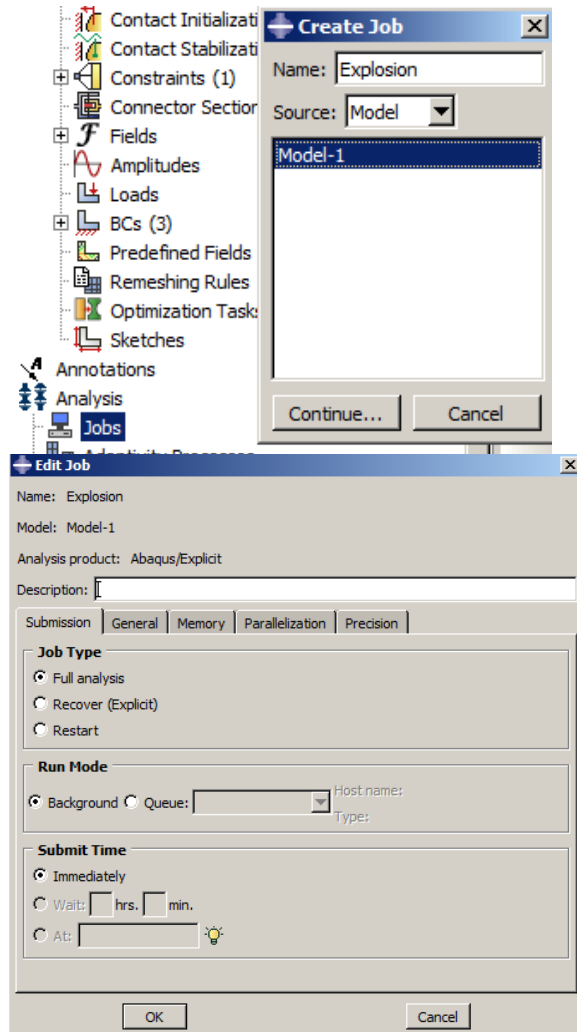 Contact Initializati
Contact Stabilizati
Constraints (1)
Connector Section
Fields
Amplitudes
Loads
BCs (3)
Predefined Fields
Remeshing Rules
Optimization Tasks
Sketches
Annotations
Analysis
Jobs
Create Job
Name: Explosion
Source: Model
Model-1
Continue... Cancel
Edit Job
Name: Explosion
Model: Model-1
Analysis product: Abaqus/Explicit
Description:
Submission General Memory Parallelization Precision
Job Type
Full analysis
Recover (Explicit)
Restart
Run Mode
Background Queue: Host name:
Type:
Submit Time
Immediately
Wait: hrs. min.
At:
OK Cancel